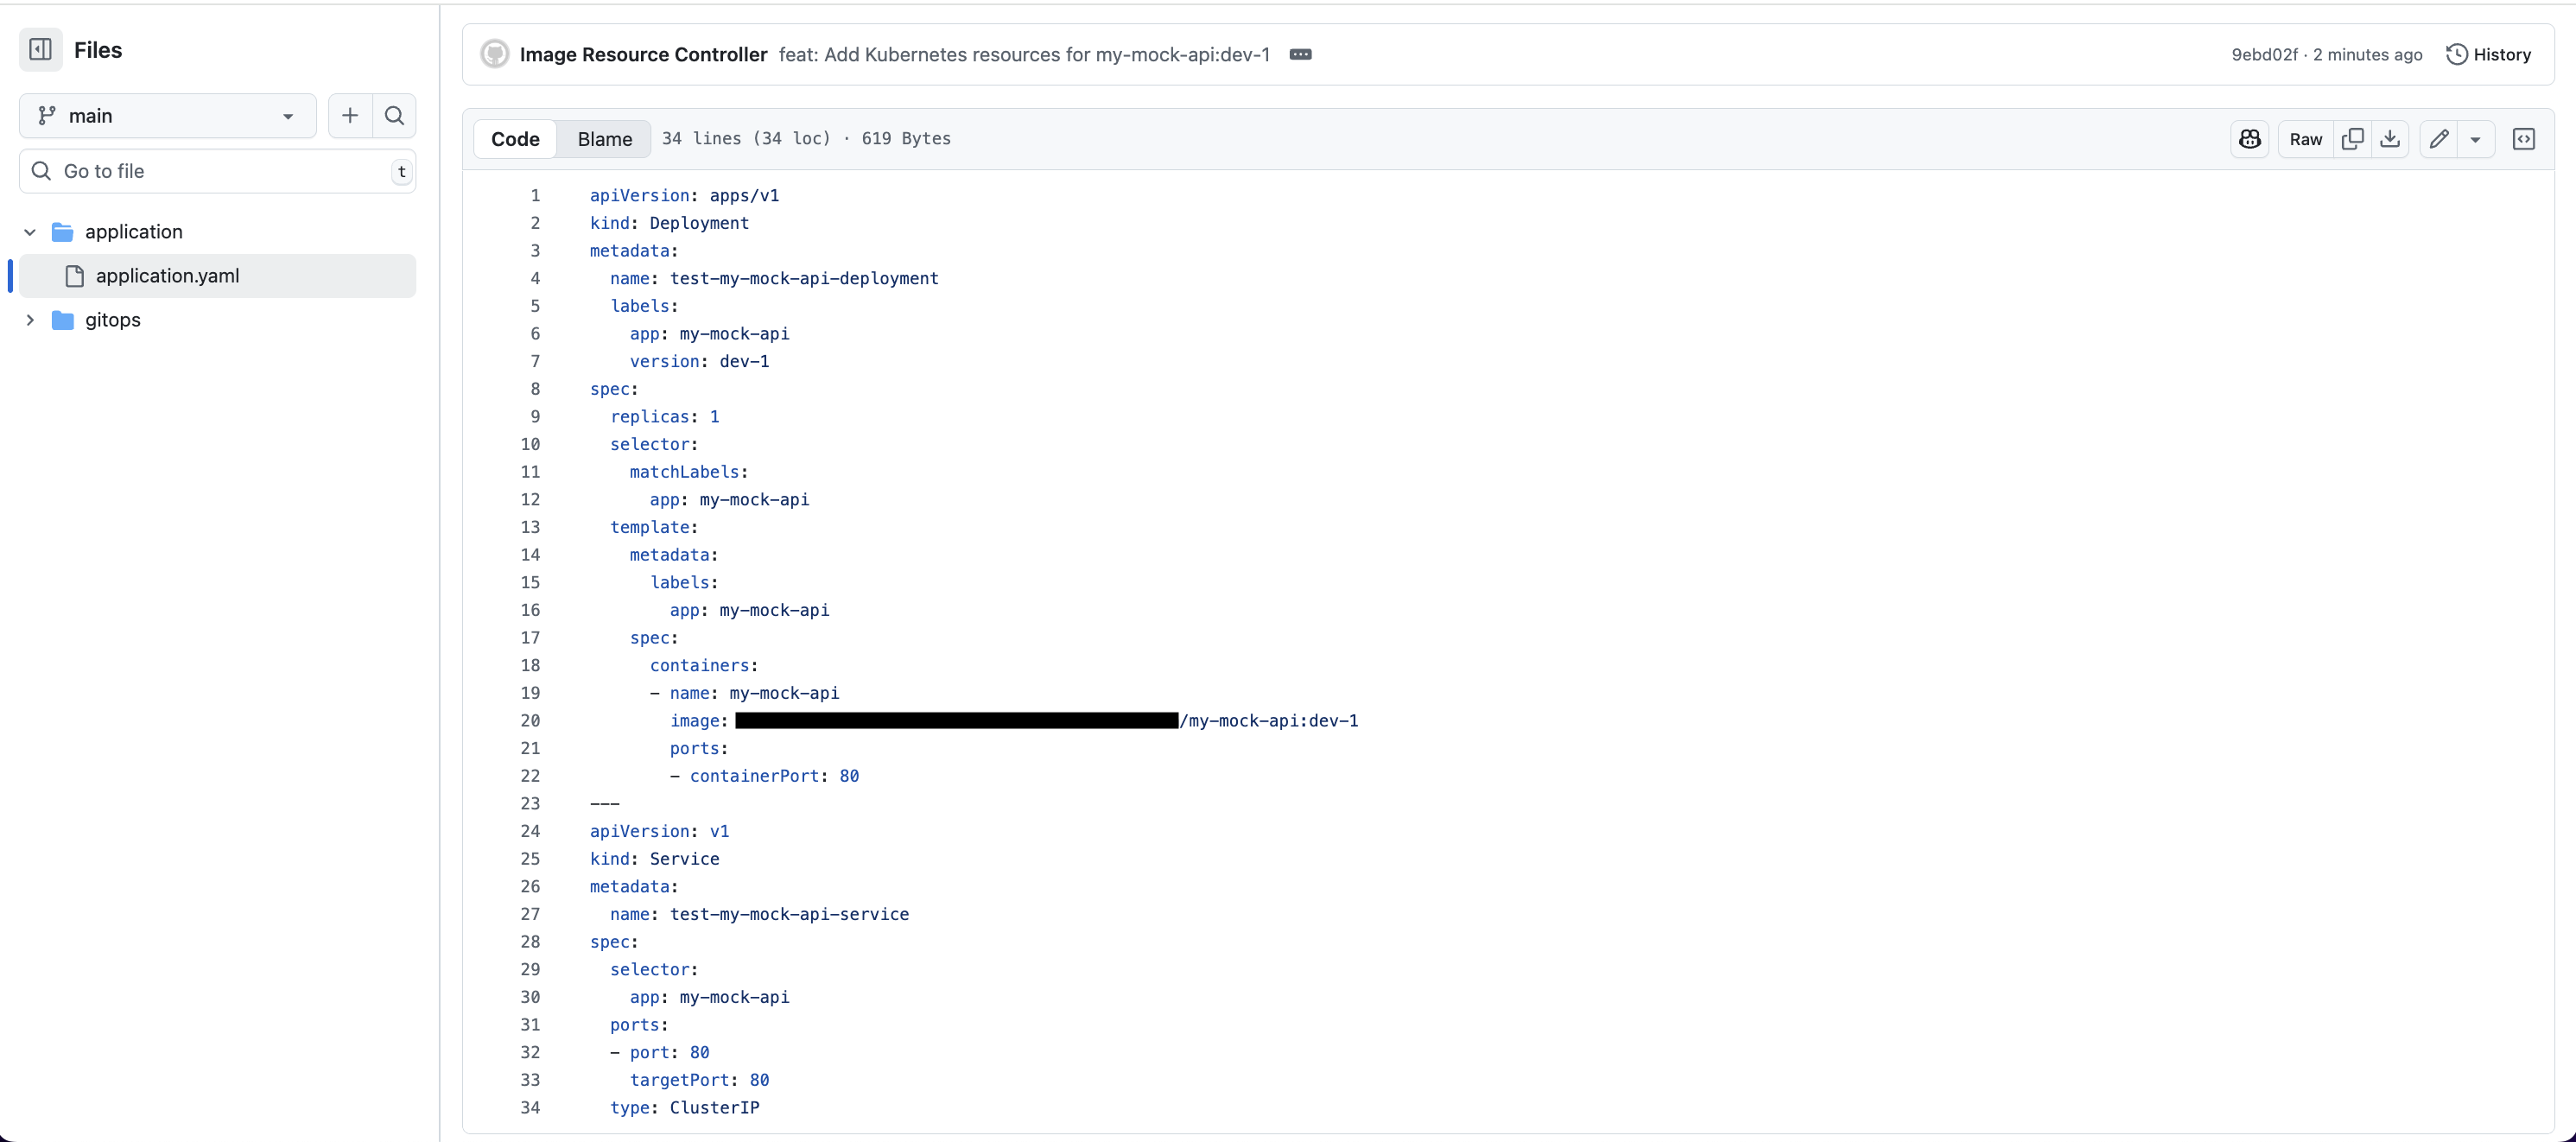 Files
main
Go to file
t
application
application.yaml
gitops
Image Resource Controller feat: Add Kubernetes resources for my-mock-api:dev-1
9ebd02f · 2 minutes ago
History
Code Blame 34 lines (34 loc) · 619 Bytes
Raw
1 apiVersion: apps/v1
2 kind: Deployment
3 metadata:
4   name: test-my-mock-api-deployment
5   labels:
6     app: my-mock-api
7     version: dev-1
8 spec:
9   replicas: 1
10   selector:
11     matchLabels:
12       app: my-mock-api
13   template:
14     metadata:
15       labels:
16         app: my-mock-api
17     spec:
18       containers:
19       - name: my-mock-api
20         image: /my-mock-api:dev-1
21         ports:
22         - containerPort: 80
23 ---
24 apiVersion: v1
25 kind: Service
26 metadata:
27   name: test-my-mock-api-service
28 spec:
29   selector:
30     app: my-mock-api
31   ports:
32   - port: 80
33     targetPort: 80
34   type: ClusterIP